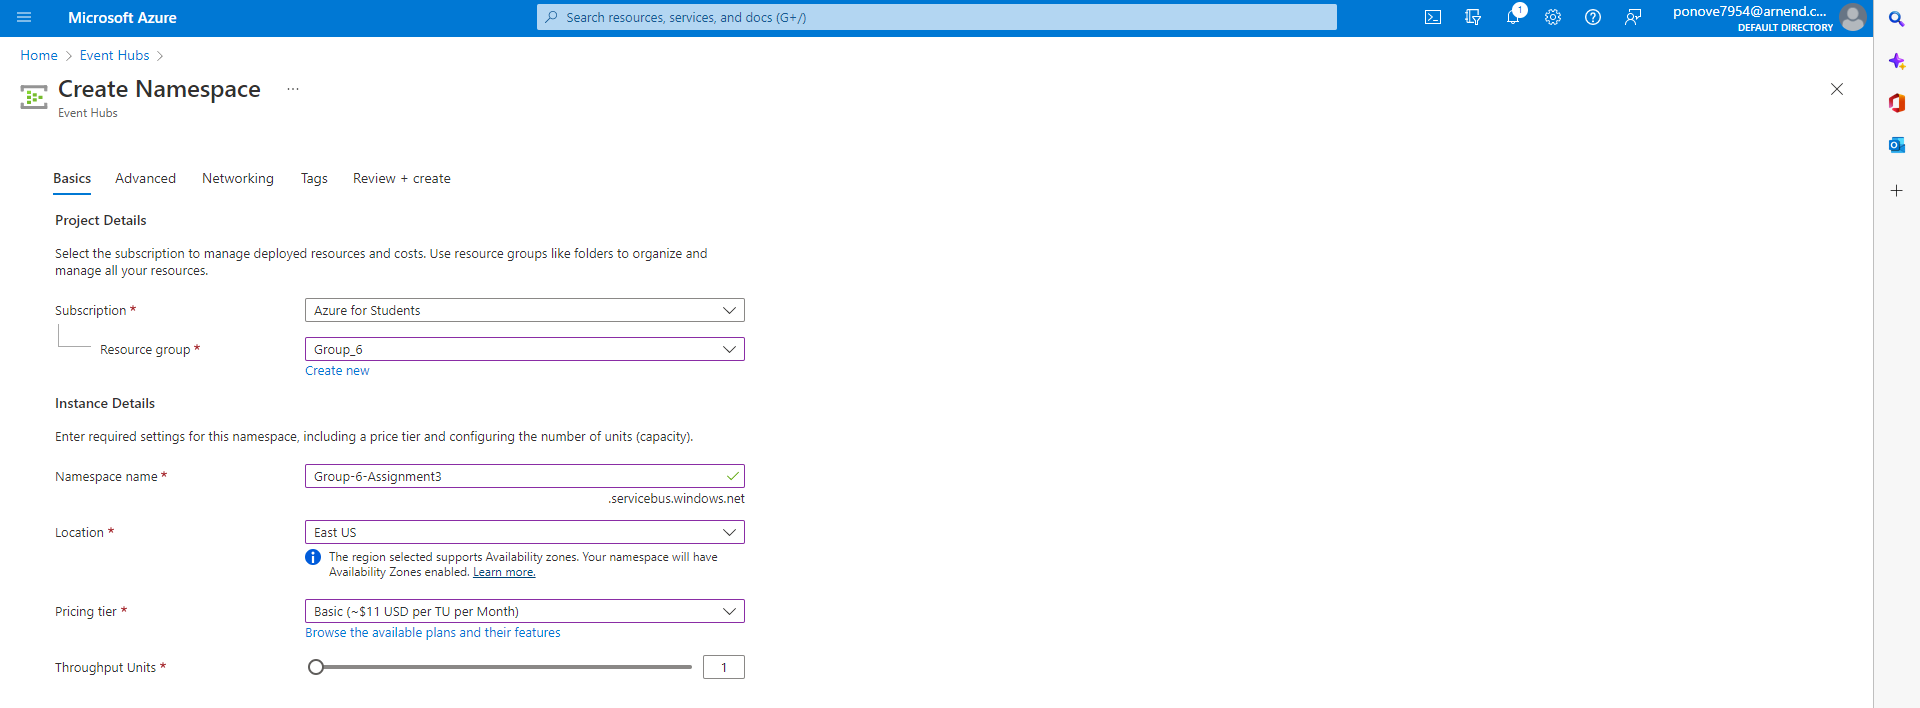 Microsoft Azure
Search resources, services, and docs (G+/)
1
ponove7954@arnend.c...
DEFAULT DIRECTORY
Home > Event Hubs >
Create Namespace ...
Event Hubs
Basics Advanced Networking Tags Review + create
Project Details
Select the subscription to manage deployed resources and costs. Use resource groups like folders to organize and
manage all your resources.
Subscription * Azure for Students
Resource group * Group_6
Create new
Instance Details
Enter required settings for this namespace, including a price tier and configuring the number of units (capacity).
Namespace name * Group-6-Assignment3
.servicebus.windows.net
Location * East US
The region selected supports Availability zones. Your namespace will have
Availability Zones enabled. Learn more.
Pricing tier * Basic (~$11 USD per TU per Month)
Browse the available plans and their features
Throughput Units * 1